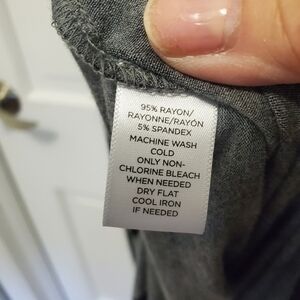 95% RAYON/
RAYONNE/RAYÓN
5% SPANDEX
MACHINE WASH
COLD
ONLY NON-
CHLORINE BLEACH
WHEN NEEDED
DRY FLAT
COOL IRON
IF NEEDED